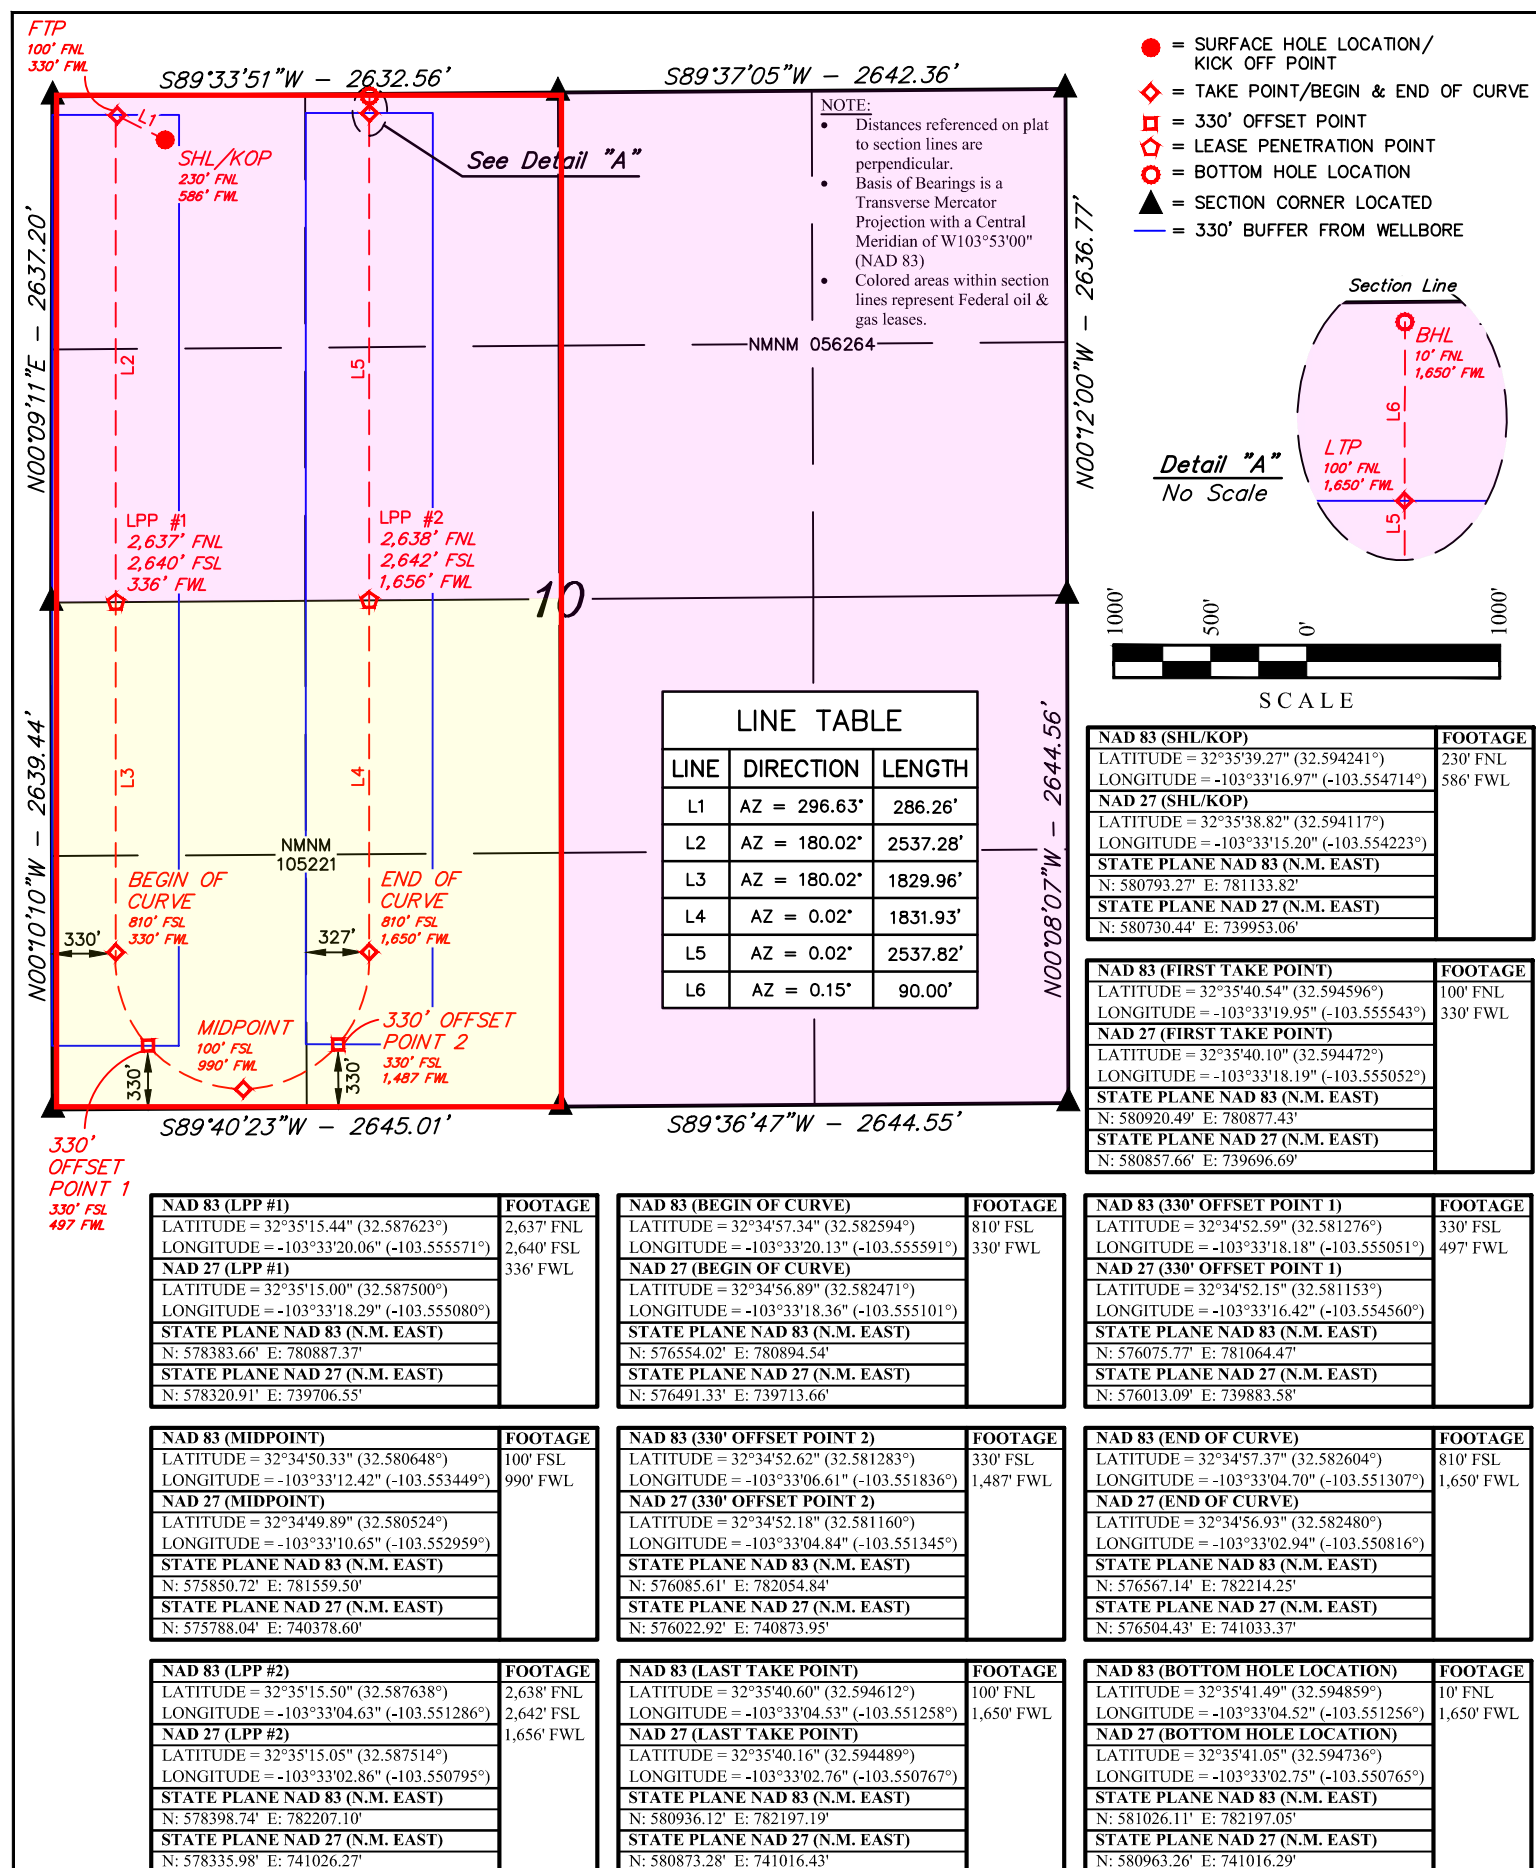 FTP
100' FNL
330' FWL
S89°33'51"W – 2632.56'
S89°37'05"W – 2642.36'
= SURFACE HOLE LOCATION/
KICK OFF POINT
= TAKE POINT/BEGIN & END OF CURVE
= 330' OFFSET POINT
= LEASE PENETRATION POINT
= BOTTOM HOLE LOCATION
= SECTION CORNER LOCATED
= 330' BUFFER FROM WELLBORE
L1
SHL/KOP
230' FNL
586' FWL
See Detail "A"
NOTE:
• Distances referenced on plat
to section lines are
perpendicular.
• Basis of Bearings is a
Transverse Mercator
Projection with a Central
Meridian of W103°53'00"
(NAD 83)
• Colored areas within section
lines represent Federal oil &
gas leases.
N00°09'11"E – 2637.20'
N00°12'00"W – 2636.77'
L2
L5
NMNM 056264
Section Line
BHL
10' FNL
1,650' FWL
L6
LTP
100' FNL
1,650' FWL
L5
Detail "A"
No Scale
LPP #1
2,637' FNL
2,640' FSL
336' FWL
LPP #2
2,638' FNL
2,642' FSL
1,656' FWL
10
1000'
500'
0'
1000'
SCALE
N00°10'10"W – 2639.44'
N00°08'07"W – 2644.56'
L3
L4
NMNM
105221
LINE TABLE
LINE DIRECTION LENGTH
L1 AZ = 296.63° 286.26'
L2 AZ = 180.02° 2537.28'
L3 AZ = 180.02° 1829.96'
L4 AZ = 0.02° 1831.93'
L5 AZ = 0.02° 2537.82'
L6 AZ = 0.15° 90.00'
BEGIN OF
CURVE
810' FSL
330' FWL
END OF
CURVE
810' FSL
1,650' FWL
330'
327'
MIDPOINT
100' FSL
990' FWL
330' OFFSET
POINT 2
330' FSL
1,487 FWL
330'
330'
S89°40'23"W – 2645.01'
S89°36'47"W – 2644.55'
330'
OFFSET
POINT 1
330' FSL
497 FWL
NAD 83 (SHL/KOP) FOOTAGE
LATITUDE = 32°35'39.27" (32.594241°) 230' FNL
LONGITUDE = -103°33'16.97" (-103.554714°) 586' FWL
NAD 27 (SHL/KOP)
LATITUDE = 32°35'38.82" (32.594117°)
LONGITUDE = -103°33'15.20" (-103.554223°)
STATE PLANE NAD 83 (N.M. EAST)
N: 580793.27' E: 781133.82'
STATE PLANE NAD 27 (N.M. EAST)
N: 580730.44' E: 739953.06'
NAD 83 (FIRST TAKE POINT) FOOTAGE
LATITUDE = 32°35'40.54" (32.594596°) 100' FNL
LONGITUDE = -103°33'19.95" (-103.555543°) 330' FWL
NAD 27 (FIRST TAKE POINT)
LATITUDE = 32°35'40.10" (32.594472°)
LONGITUDE = -103°33'18.19" (-103.555052°)
STATE PLANE NAD 83 (N.M. EAST)
N: 580920.49' E: 780877.43'
STATE PLANE NAD 27 (N.M. EAST)
N: 580857.66' E: 739696.69'
NAD 83 (LPP #1) FOOTAGE
LATITUDE = 32°35'15.44" (32.587623°) 2,637' FNL
LONGITUDE = -103°33'20.06" (-103.555571°) 2,640' FSL
NAD 27 (LPP #1) 336' FWL
LATITUDE = 32°35'15.00" (32.587500°)
LONGITUDE = -103°33'18.29" (-103.555080°)
STATE PLANE NAD 83 (N.M. EAST)
N: 578383.66' E: 780887.37'
STATE PLANE NAD 27 (N.M. EAST)
N: 578320.91' E: 739706.55'
NAD 83 (BEGIN OF CURVE) FOOTAGE
LATITUDE = 32°34'57.34" (32.582594°) 810' FSL
LONGITUDE = -103°33'20.13" (-103.555591°) 330' FWL
NAD 27 (BEGIN OF CURVE)
LATITUDE = 32°34'56.89" (32.582471°)
LONGITUDE = -103°33'18.36" (-103.555101°)
STATE PLANE NAD 83 (N.M. EAST)
N: 576554.02' E: 780894.54'
STATE PLANE NAD 27 (N.M. EAST)
N: 576491.33' E: 739713.66'
NAD 83 (330' OFFSET POINT 1) FOOTAGE
LATITUDE = 32°34'52.59" (32.581276°) 330' FSL
LONGITUDE = -103°33'18.18" (-103.555051°) 497' FWL
NAD 27 (330' OFFSET POINT 1)
LATITUDE = 32°34'52.15" (32.581153°)
LONGITUDE = -103°33'16.42" (-103.554560°)
STATE PLANE NAD 83 (N.M. EAST)
N: 576075.77' E: 781064.47'
STATE PLANE NAD 27 (N.M. EAST)
N: 576013.09' E: 739883.58'
NAD 83 (MIDPOINT) FOOTAGE
LATITUDE = 32°34'50.33" (32.580648°) 100' FSL
LONGITUDE = -103°33'12.42" (-103.553449°) 990' FWL
NAD 27 (MIDPOINT)
LATITUDE = 32°34'49.89" (32.580524°)
LONGITUDE = -103°33'10.65" (-103.552959°)
STATE PLANE NAD 83 (N.M. EAST)
N: 575850.72' E: 781559.50'
STATE PLANE NAD 27 (N.M. EAST)
N: 575788.04' E: 740378.60'
NAD 83 (330' OFFSET POINT 2) FOOTAGE
LATITUDE = 32°34'52.62" (32.581283°) 330' FSL
LONGITUDE = -103°33'06.61" (-103.551836°) 1,487' FWL
NAD 27 (330' OFFSET POINT 2)
LATITUDE = 32°34'52.18" (32.581160°)
LONGITUDE = -103°33'04.84" (-103.551345°)
STATE PLANE NAD 83 (N.M. EAST)
N: 576085.61' E: 782054.84'
STATE PLANE NAD 27 (N.M. EAST)
N: 576022.92' E: 740873.95'
NAD 83 (END OF CURVE) FOOTAGE
LATITUDE = 32°34'57.37" (32.582604°) 810' FSL
LONGITUDE = -103°33'04.70" (-103.551307°) 1,650' FWL
NAD 27 (END OF CURVE)
LATITUDE = 32°34'56.93" (32.582480°)
LONGITUDE = -103°33'02.94" (-103.550816°)
STATE PLANE NAD 83 (N.M. EAST)
N: 576567.14' E: 782214.25'
STATE PLANE NAD 27 (N.M. EAST)
N: 576504.43' E: 741033.37'
NAD 83 (LPP #2) FOOTAGE
LATITUDE = 32°35'15.50" (32.587638°) 2,638' FNL
LONGITUDE = -103°33'04.63" (-103.551286°) 2,642' FSL
NAD 27 (LPP #2) 1,656' FWL
LATITUDE = 32°35'15.05" (32.587514°)
LONGITUDE = -103°33'02.86" (-103.550795°)
STATE PLANE NAD 83 (N.M. EAST)
N: 578398.74' E: 782207.10'
STATE PLANE NAD 27 (N.M. EAST)
N: 578335.98' E: 741026.27'
NAD 83 (LAST TAKE POINT) FOOTAGE
LATITUDE = 32°35'40.60" (32.594612°) 100' FNL
LONGITUDE = -103°33'04.53" (-103.551258°) 1,650' FWL
NAD 27 (LAST TAKE POINT)
LATITUDE = 32°35'40.16" (32.594489°)
LONGITUDE = -103°33'02.76" (-103.550767°)
STATE PLANE NAD 83 (N.M. EAST)
N: 580936.12' E: 782197.19'
STATE PLANE NAD 27 (N.M. EAST)
N: 580873.28' E: 741016.43'
NAD 83 (BOTTOM HOLE LOCATION) FOOTAGE
LATITUDE = 32°35'41.49" (32.594859°) 10' FNL
LONGITUDE = -103°33'04.52" (-103.551256°) 1,650' FWL
NAD 27 (BOTTOM HOLE LOCATION)
LATITUDE = 32°35'41.05" (32.594736°)
LONGITUDE = -103°33'02.75" (-103.550765°)
STATE PLANE NAD 83 (N.M. EAST)
N: 581026.11' E: 782197.05'
STATE PLANE NAD 27 (N.M. EAST)
N: 580963.26' E: 741016.29'